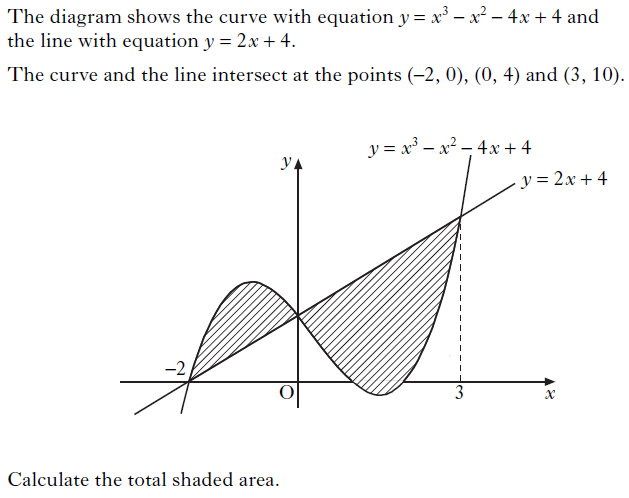 The diagram shows the curve with equation y = x³ – x² – 4x + 4 and
the line with equation y = 2x + 4.
The curve and the line intersect at the points (–2, 0), (0, 4) and (3, 10).
y = x³ – x² – 4x + 4
y
y = 2x + 4
–2
O
3
x
Calculate the total shaded area.